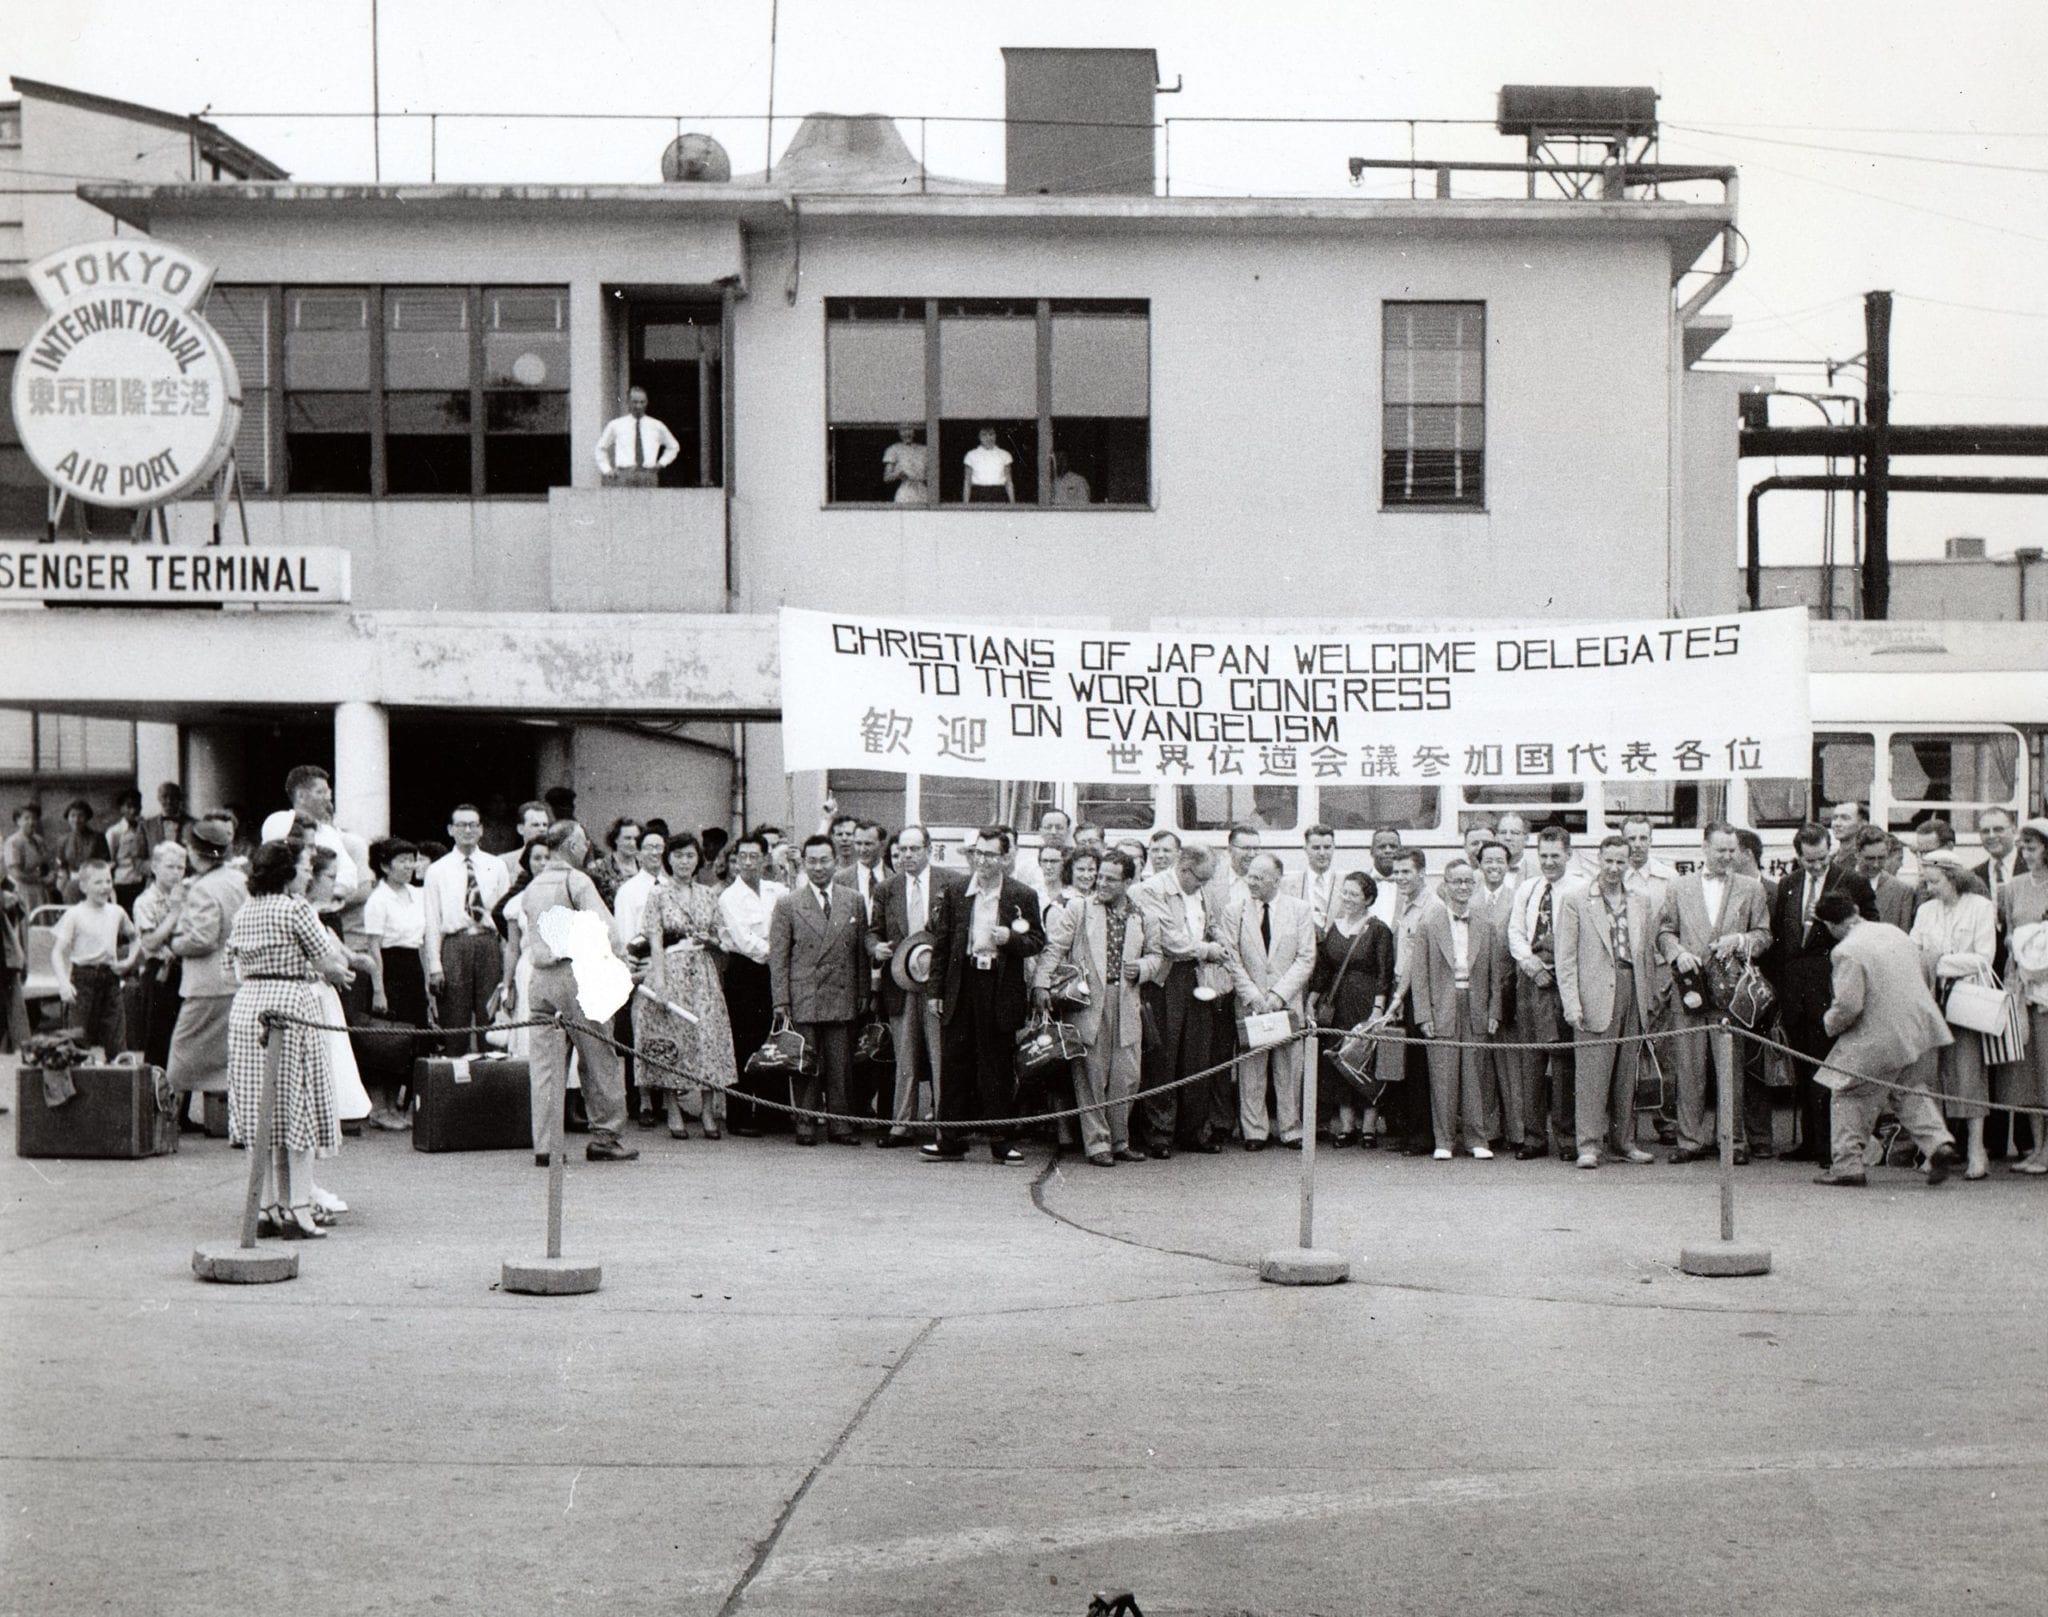 TOKYO
INTERNATIONAL
東京國際空港
AIR PORT
SENGER TERMINAL
CHRISTIANS OF JAPAN WELCOME DELEGATES
TO THE WORLD CONGRESS
ON EVANGELISM
歓迎
世界伝道会議参加国代表各位
31